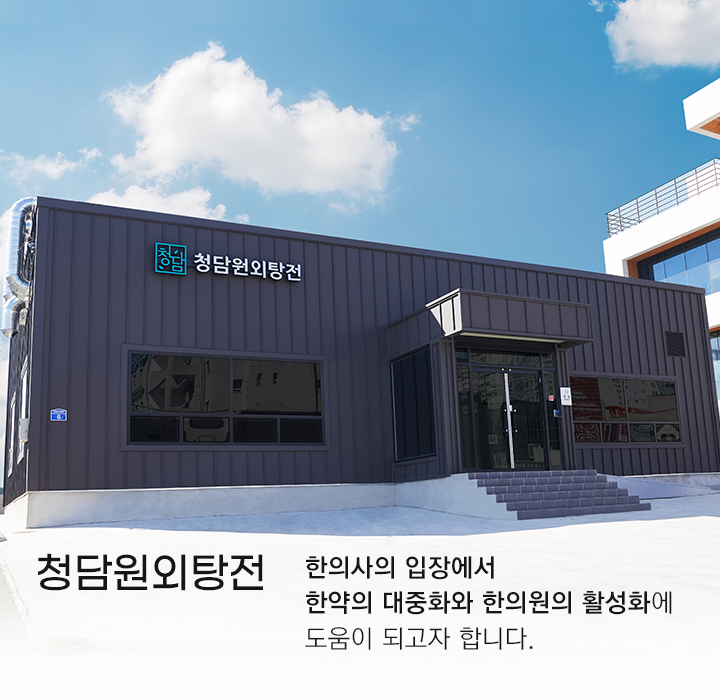 청담
청담원외탕전
6
청담원외탕전
한의사의 입장에서
한약의 대중화와 한의원의 활성화에
도움이 되고자 합니다.